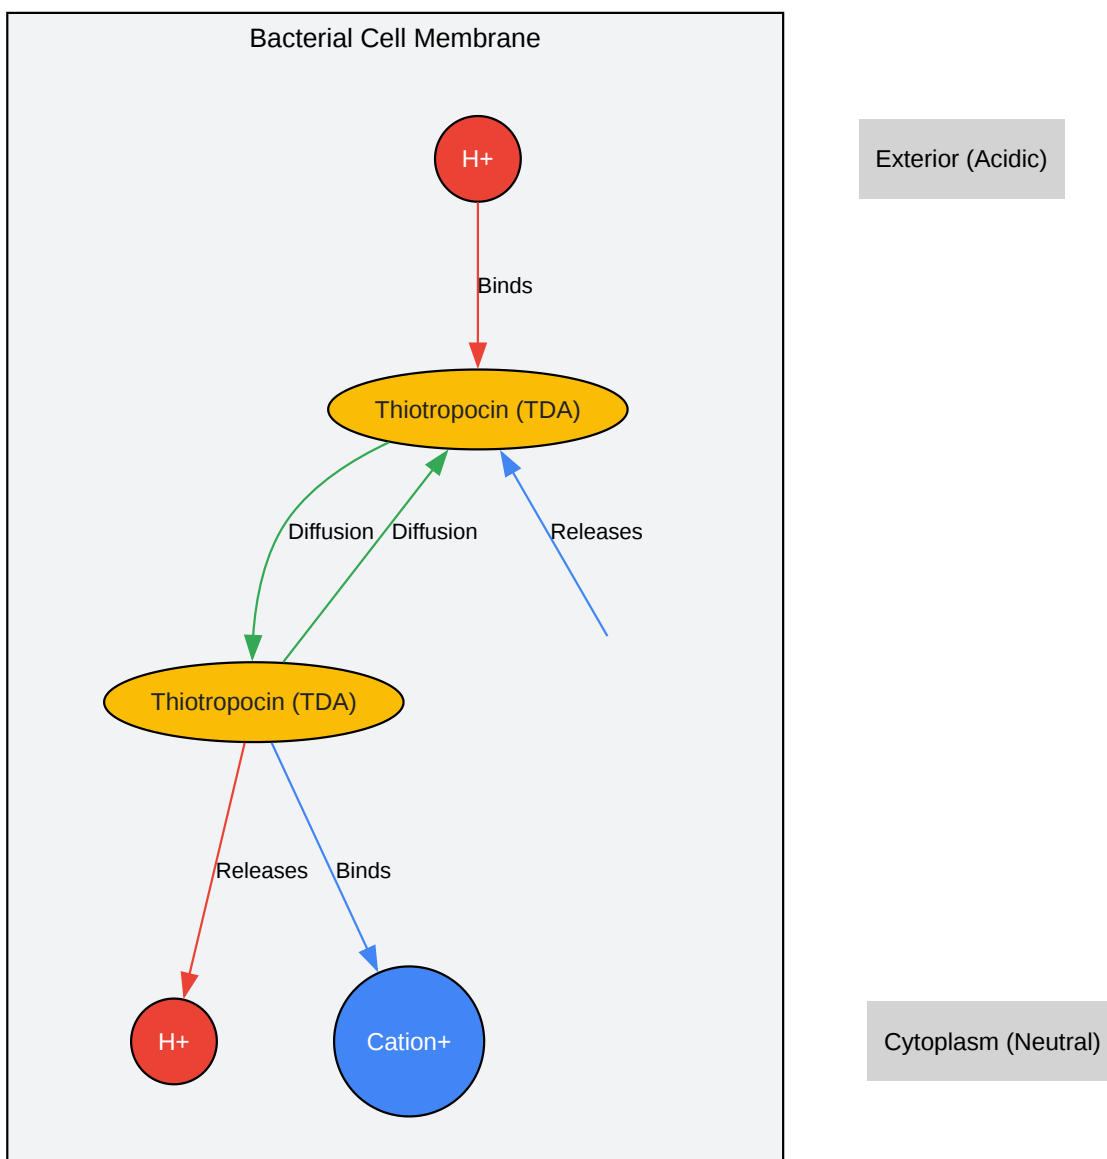 Bacterial Cell Membrane
H+
Exterior (Acidic)
Binds
Thiotropocin (TDA)
Diffusion
Diffusion
Releases
Thiotropocin (TDA)
Releases
Binds
H+
Cation+
Cytoplasm (Neutral)